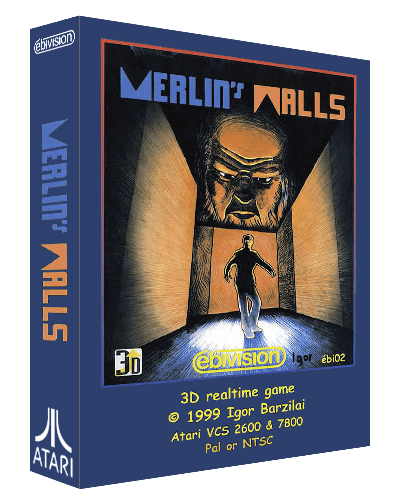 ebivision
MERLIN'S WALLS
ATARI
MERLIN'S WALLS
3D
ebivision
Igor
ébi02
3D realtime game
© 1999 Igor Barzilai
Atari VCS 2600 & 7800
Pal or NTSC